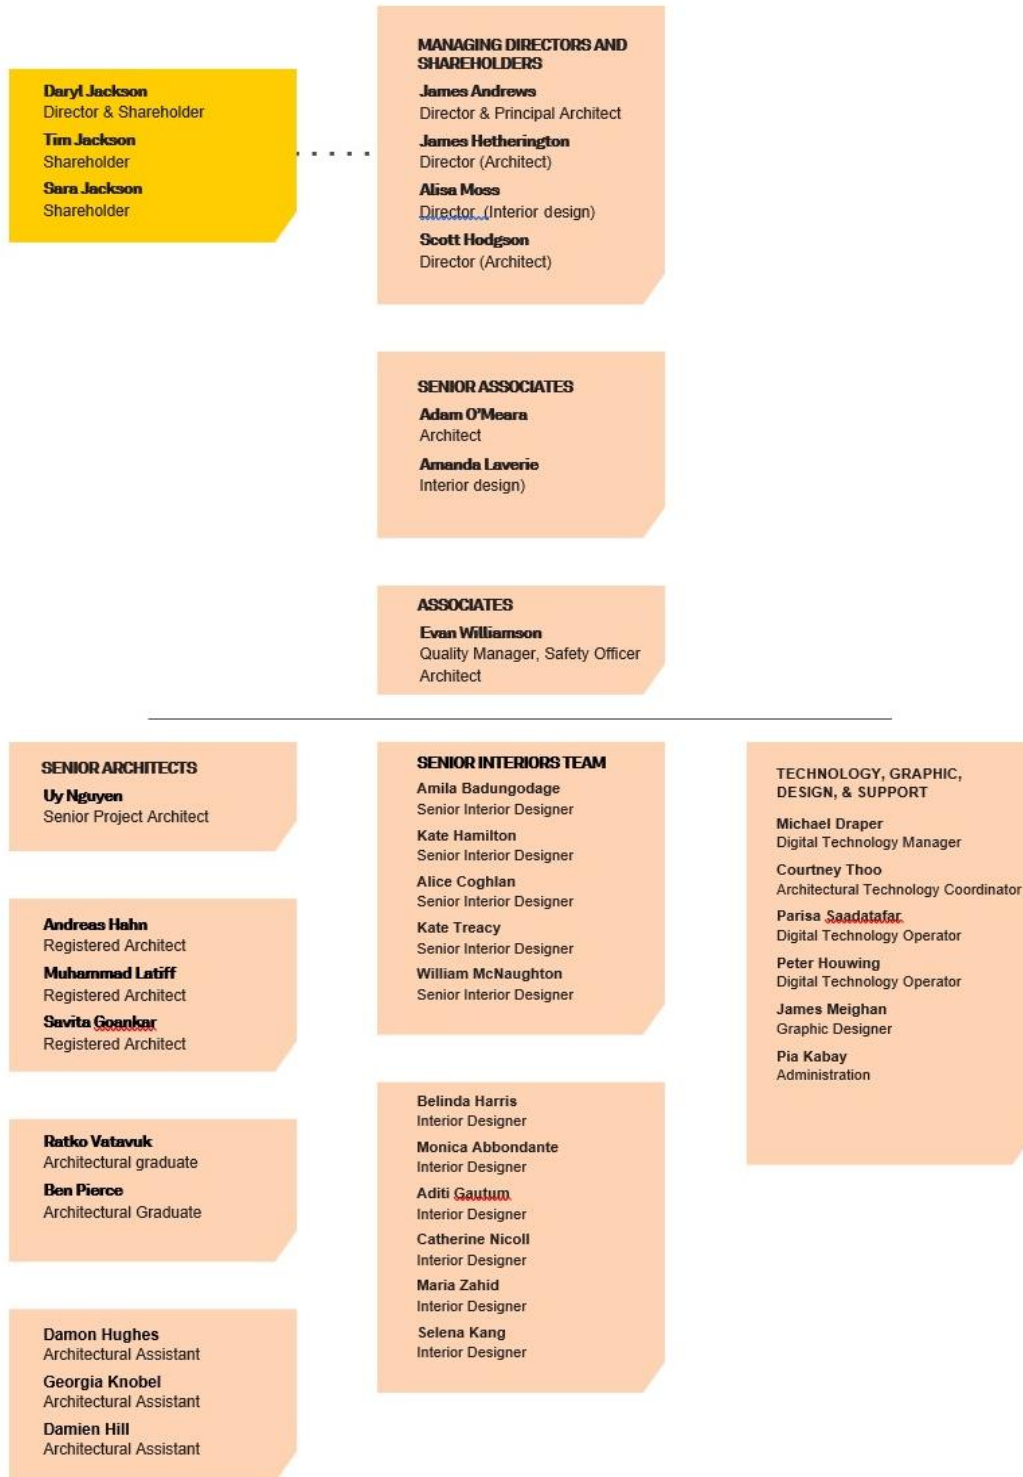 Daryl Jackson
Director & Shareholder
Tim Jackson
Shareholder
Sara Jackson
Shareholder
MANAGING DIRECTORS AND
SHAREHOLDERS
James Andrews
Director & Principal Architect
James Hetherington
Director (Architect)
Alisa Moss
Director (Interior design)
Scott Hodgson
Director (Architect)
SENIOR ASSOCIATES
Adam O'Meara
Architect
Amanda Laverie
Interior design)
ASSOCIATES
Evan Williamson
Quality Manager, Safety Officer
Architect
SENIOR ARCHITECTS
Uy Nguyen
Senior Project Architect
Andreas Hahn
Registered Architect
Muhammad Latiff
Registered Architect
Savita Goankar
Registered Architect
Ratko Vatavuk
Architectural graduate
Ben Pierce
Architectural Graduate
Damon Hughes
Architectural Assistant
Georgia Knobel
Architectural Assistant
Damien Hill
Architectural Assistant
SENIOR INTERIORS TEAM
Amila Badungodage
Senior Interior Designer
Kate Hamilton
Senior Interior Designer
Alice Coghlan
Senior Interior Designer
Kate Treacy
Senior Interior Designer
William McNaughton
Senior Interior Designer
Belinda Harris
Interior Designer
Monica Abbondante
Interior Designer
Aditi Gautum
Interior Designer
Catherine Nicoll
Interior Designer
Maria Zahid
Interior Designer
Selena Kang
Interior Designer
TECHNOLOGY, GRAPHIC,
DESIGN, & SUPPORT
Michael Draper
Digital Technology Manager
Courtney Thoo
Architectural Technology Coordinator
Parisa Saadatafar
Digital Technology Operator
Peter Houwing
Digital Technology Operator
James Meighan
Graphic Designer
Pia Kabay
Administration